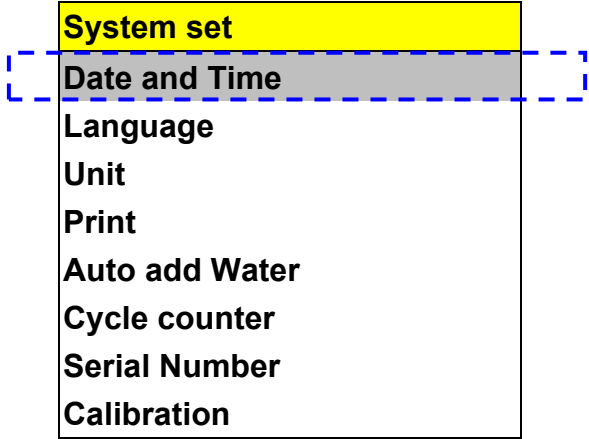 System set
Date and Time
Language
Unit
Print
Auto add Water
Cycle counter
Serial Number
Calibration